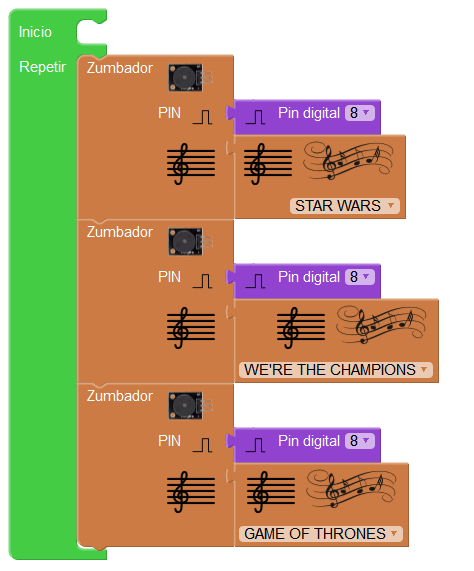 Inicio
Repetir
Zumbador
PIN
Pin digital 8
STAR WARS
Zumbador
PIN
Pin digital 8
WE'RE THE CHAMPIONS
Zumbador
PIN
Pin digital 8
GAME OF THRONES